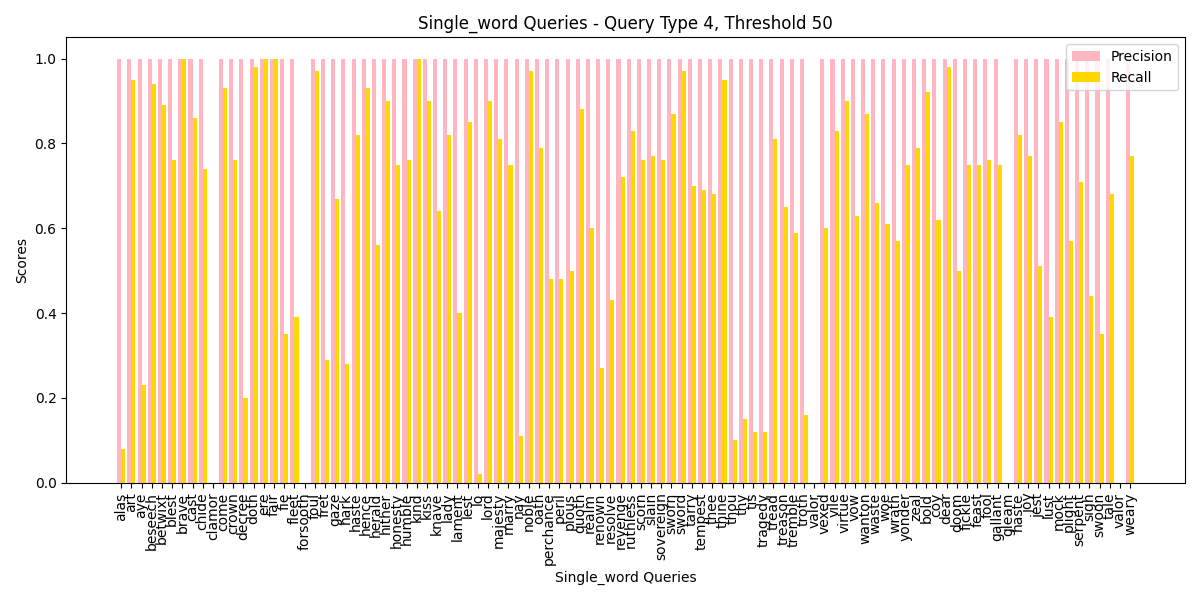 Single_word Queries - Query Type 4, Threshold 50
Precision
Recall
Scores
1.0
0.8
0.6
0.4
0.2
0.0
alas
art
aye
beseech
betwixt
blest
brave
cast
chide
clamor
come
crown
decree
doth
ere
fair
fie
fleet
forsooth
foul
fret
gaze
hark
haste
hence
herald
hither
honesty
humble
kind
kiss
knave
lady
lament
lest
lo
lord
majesty
marry
nay
noble
oath
perchance
peril
pious
quoth
realm
renown
resolve
revenge
ruthless
scorn
slain
sovereign
sworn
sword
tarry
tempest
thee
thine
thou
thy
tis
tragedy
tread
treason
tremble
troth
valor
vexed
vile
virtue
vow
wanton
waste
woe
wrath
yonder
zeal
bold
coy
dear
doom
fickle
feast
fool
gallant
gleam
haste
joy
jest
lust
mock
plight
serpent
sigh
swoon
tale
vain
weary
Single_word Queries